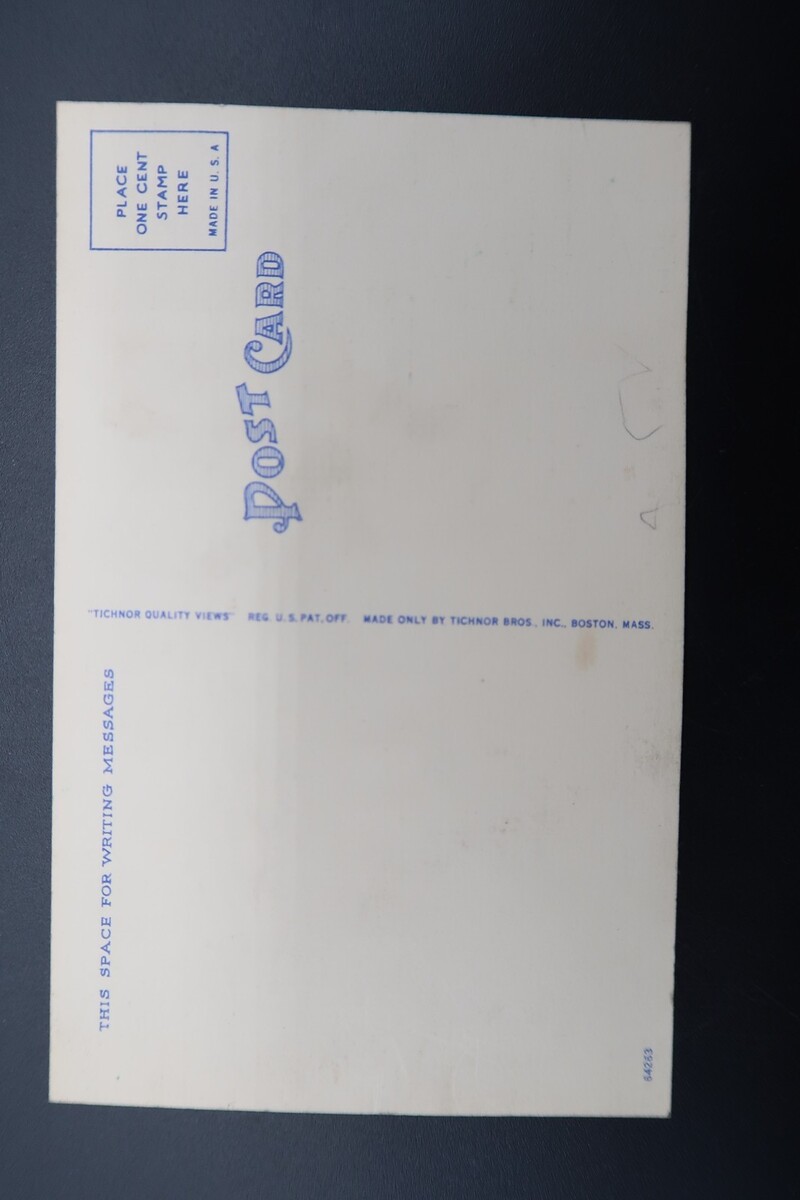 PLACE
ONE CENT
STAMP
HERE
MADE IN U. S. A
POST CARD
"TICHNOR QUALITY VIEWS" REG. U. S. PAT. OFF. MADE ONLY BY TICHNOR BROS., INC., BOSTON, MASS.
THIS SPACE FOR WRITING MESSAGES
64263